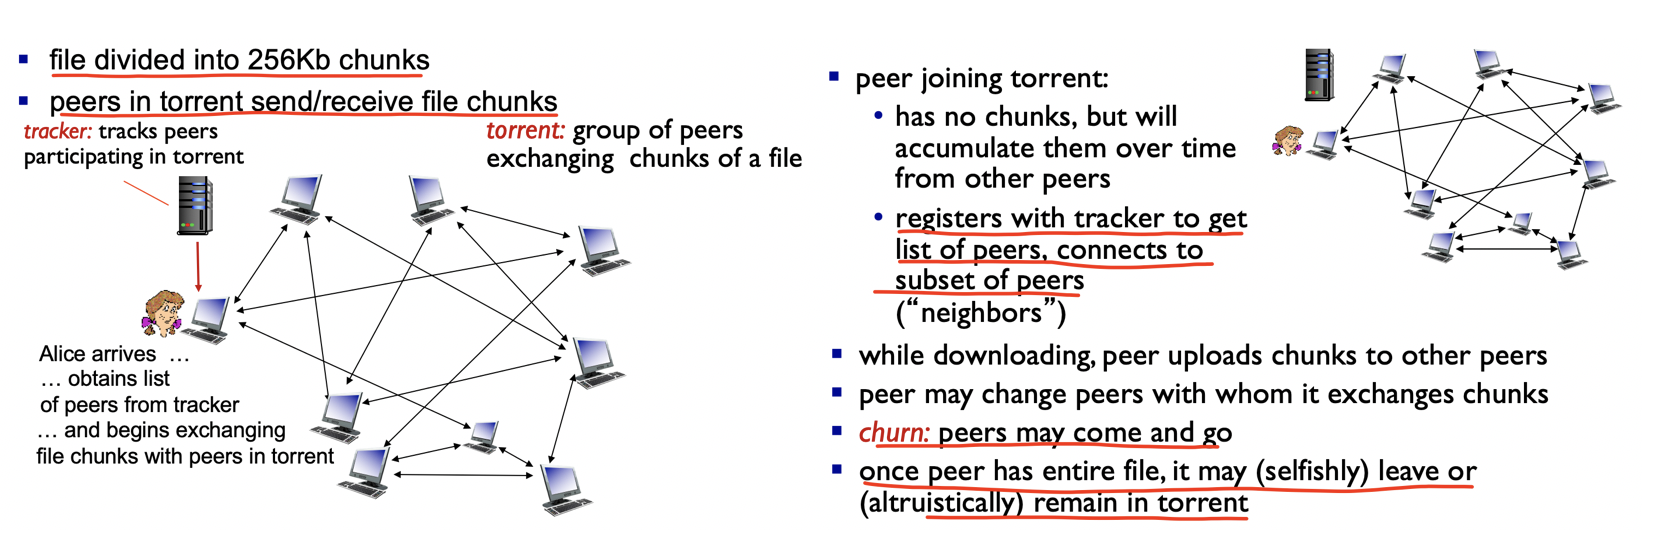 ▪ file divided into 256Kb chunks
▪ peers in torrent send/receive file chunks
tracker: tracks peers
participating in torrent
torrent: group of peers
exchanging chunks of a file
Alice arrives …
… obtains list
of peers from tracker
… and begins exchanging
file chunks with peers in torrent
▪ peer joining torrent:
• has no chunks, but will
accumulate them over time
from other peers
• registers with tracker to get
list of peers, connects to
subset of peers
(“neighbors”)
▪ while downloading, peer uploads chunks to other peers
▪ peer may change peers with whom it exchanges chunks
▪ churn: peers may come and go
▪ once peer has entire file, it may (selfishly) leave or
(altruistically) remain in torrent